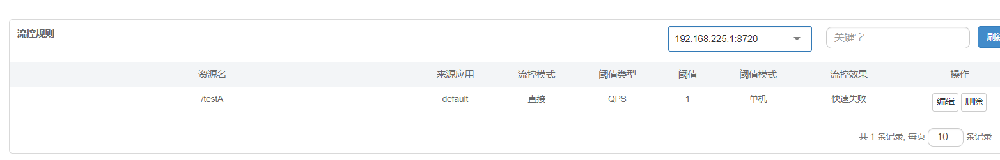 流控规则
192.168.225.1:8720 关键字 刷新
资源名 来源应用 流控模式 阈值类型 阈值 阈值模式 流控效果 操作
/testA default 直接 QPS 1 单机 快速失败 编辑 删除
共 1 条记录, 每页 10 条记录